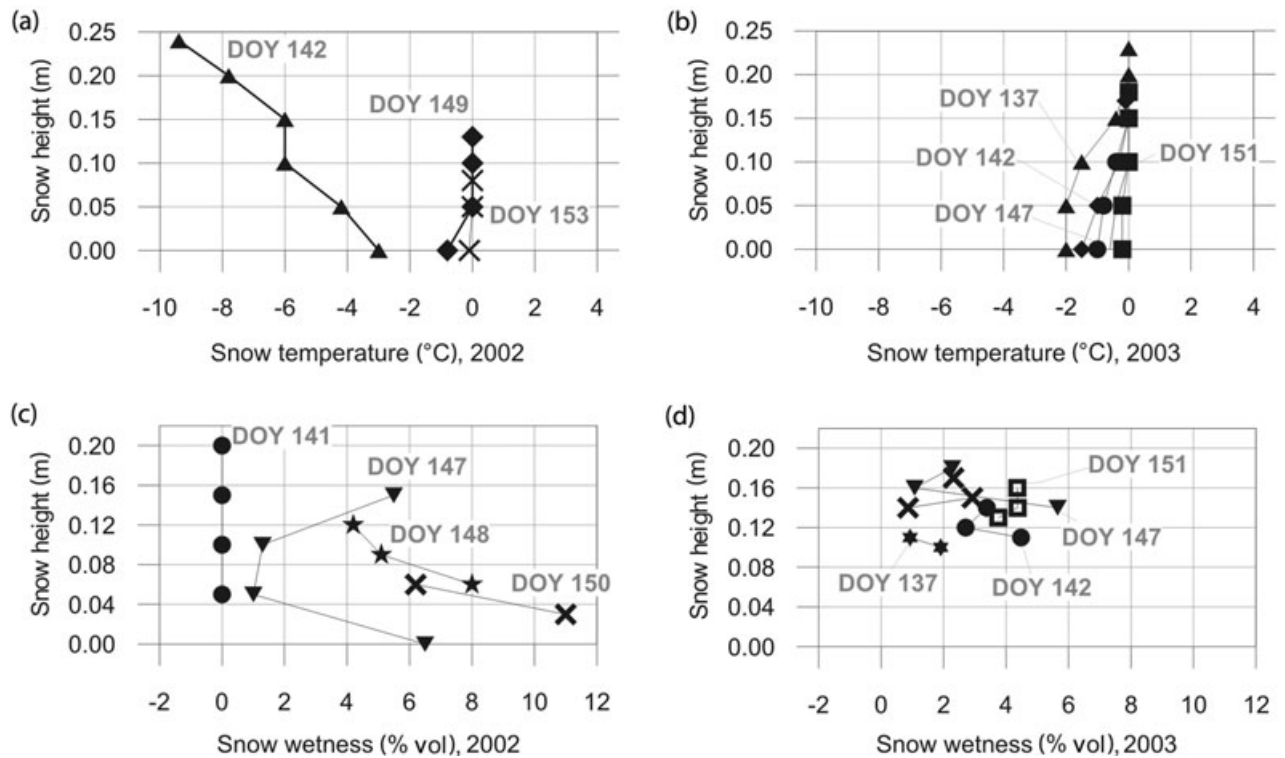 (a)
0.25
0.20
0.15
0.10
0.05
0.00
Snow height (m)
DOY 142
DOY 149
DOY 153
-10 -8 -6 -4 -2 0 2 4
Snow temperature (°C), 2002
(b)
0.25
0.20
0.15
0.10
0.05
0.00
Snow height (m)
DOY 137
DOY 142
DOY 151
DOY 147
-10 -8 -6 -4 -2 0 2 4
Snow temperature (°C), 2003
(c)
0.20
0.16
0.12
0.08
0.04
0.00
Snow height (m)
DOY 141
DOY 147
DOY 148
DOY 150
-2 0 2 4 6 8 10 12
Snow wetness (% vol), 2002
(d)
0.20
0.16
0.12
0.08
0.04
0.00
Snow height (m)
DOY 151
DOY 147
DOY 137
DOY 142
-2 0 2 4 6 8 10 12
Snow wetness (% vol), 2003